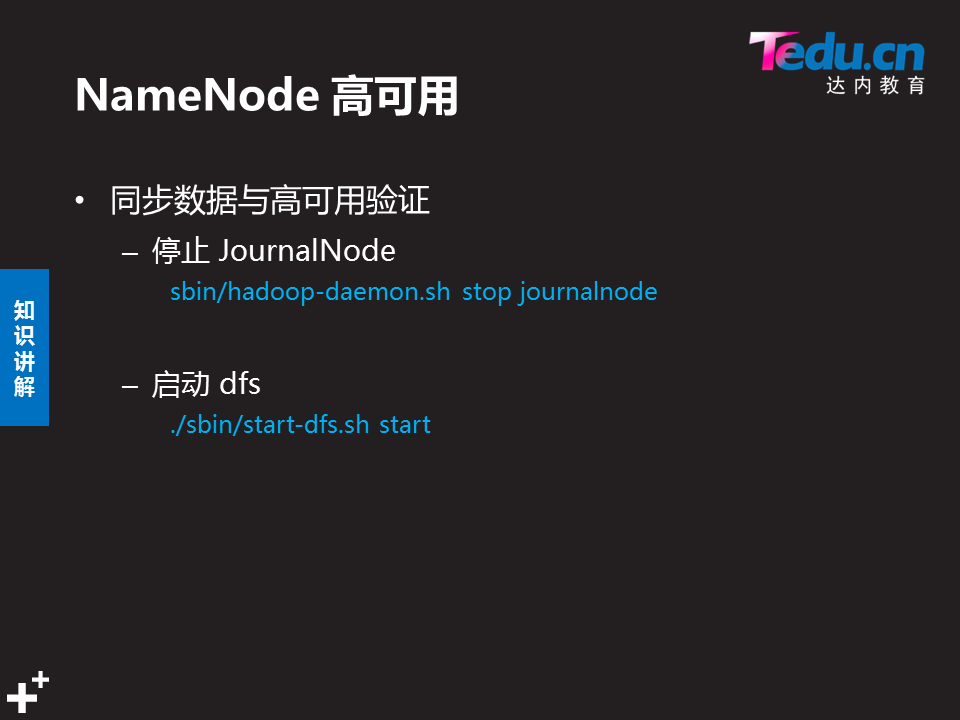 Tedu.cn
达内教育
NameNode 高可用
• 同步数据与高可用验证
– 停止 JournalNode
sbin/hadoop-daemon.sh stop journalnode
– 启动 dfs
./sbin/start-dfs.sh start
知识讲解